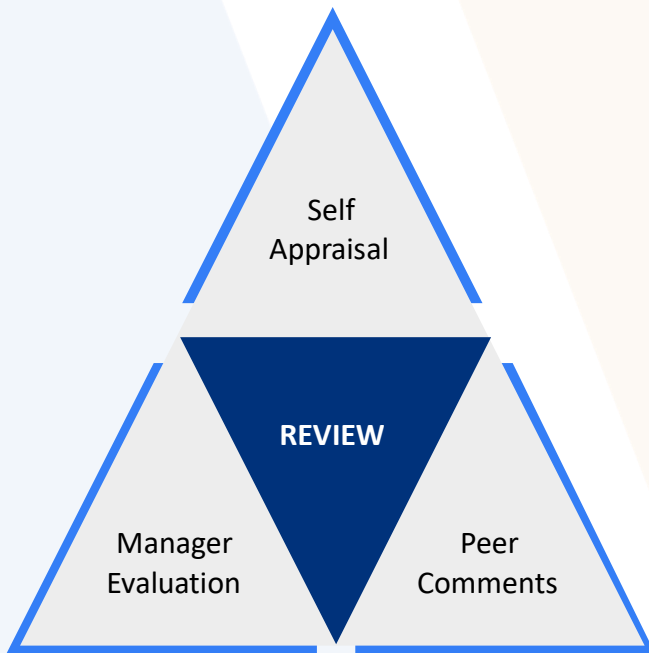 Self
Appraisal
REVIEW
Manager
Evaluation
Peer
Comments